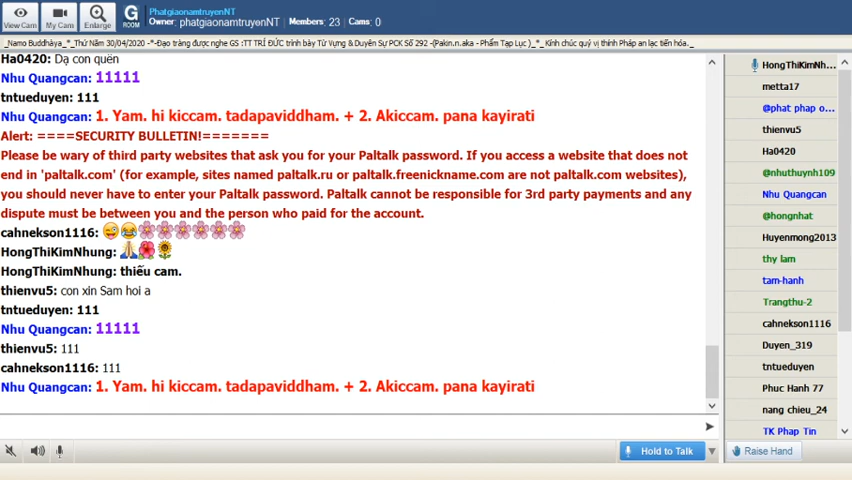 PhatgiaonamtruyenNT
Owner: phatgiaonamtruyenNT Members: 23 Cams: 0
View Cam
My Cam
Enlarge
G
ROOM
_Namo Buddhàya_*_Thứ Năm 30/04/2020 -*-Đạo tràng được nghe GS :TT TRÍ ĐỨC trình bày Từ Vựng & Duyên Sự PCK Số 292 -(Pakin.n.aka - Phẩm Tạp Lục )_*_ Kính chúc quý vị thính Pháp an lạc tiến hóa._
Ha0420: Dạ con quên
Nhu Quangcan: 11111
tntueduyen: 111
Nhu Quangcan: 1. Yam. hi kiccam. tadapaviddham. + 2. Akiccam. pana kayirati
Alert: ====SECURITY BULLETIN!=======
Please be wary of third party websites that ask you for your Paltalk password. If you access a website that does not
end in 'paltalk.com' (for example, sites named paltalk.ru or paltalk.freenickname.com are not paltalk.com websites),
you should never have to enter your Paltalk password. Paltalk cannot be responsible for 3rd party payments and any
dispute must be between you and the person who paid for the account.
cahnekson1116:
HongThiKimNhung:
HongThiKimNhung: thiếu cam.
thienvu5: con xin Sam hoi a
tntueduyen: 111
Nhu Quangcan: 11111
thienvu5: 111
cahnekson1116: 111
Nhu Quangcan: 1. Yam. hi kiccam. tadapaviddham. + 2. Akiccam. pana kayirati
HongThiKimNh...
metta17
@phat phap o...
thienvu5
Ha0420
@nhuthuynh109
Nhu Quangcan
@hongnhat
Huyenmong2013
thy lam
tam-hanh
Trangthu-2
cahnekson1116
Duyen_319
tntueduyen
Phuc Hanh 77
nang chieu_24
TK Phap Tin
Hold to Talk
Raise Hand